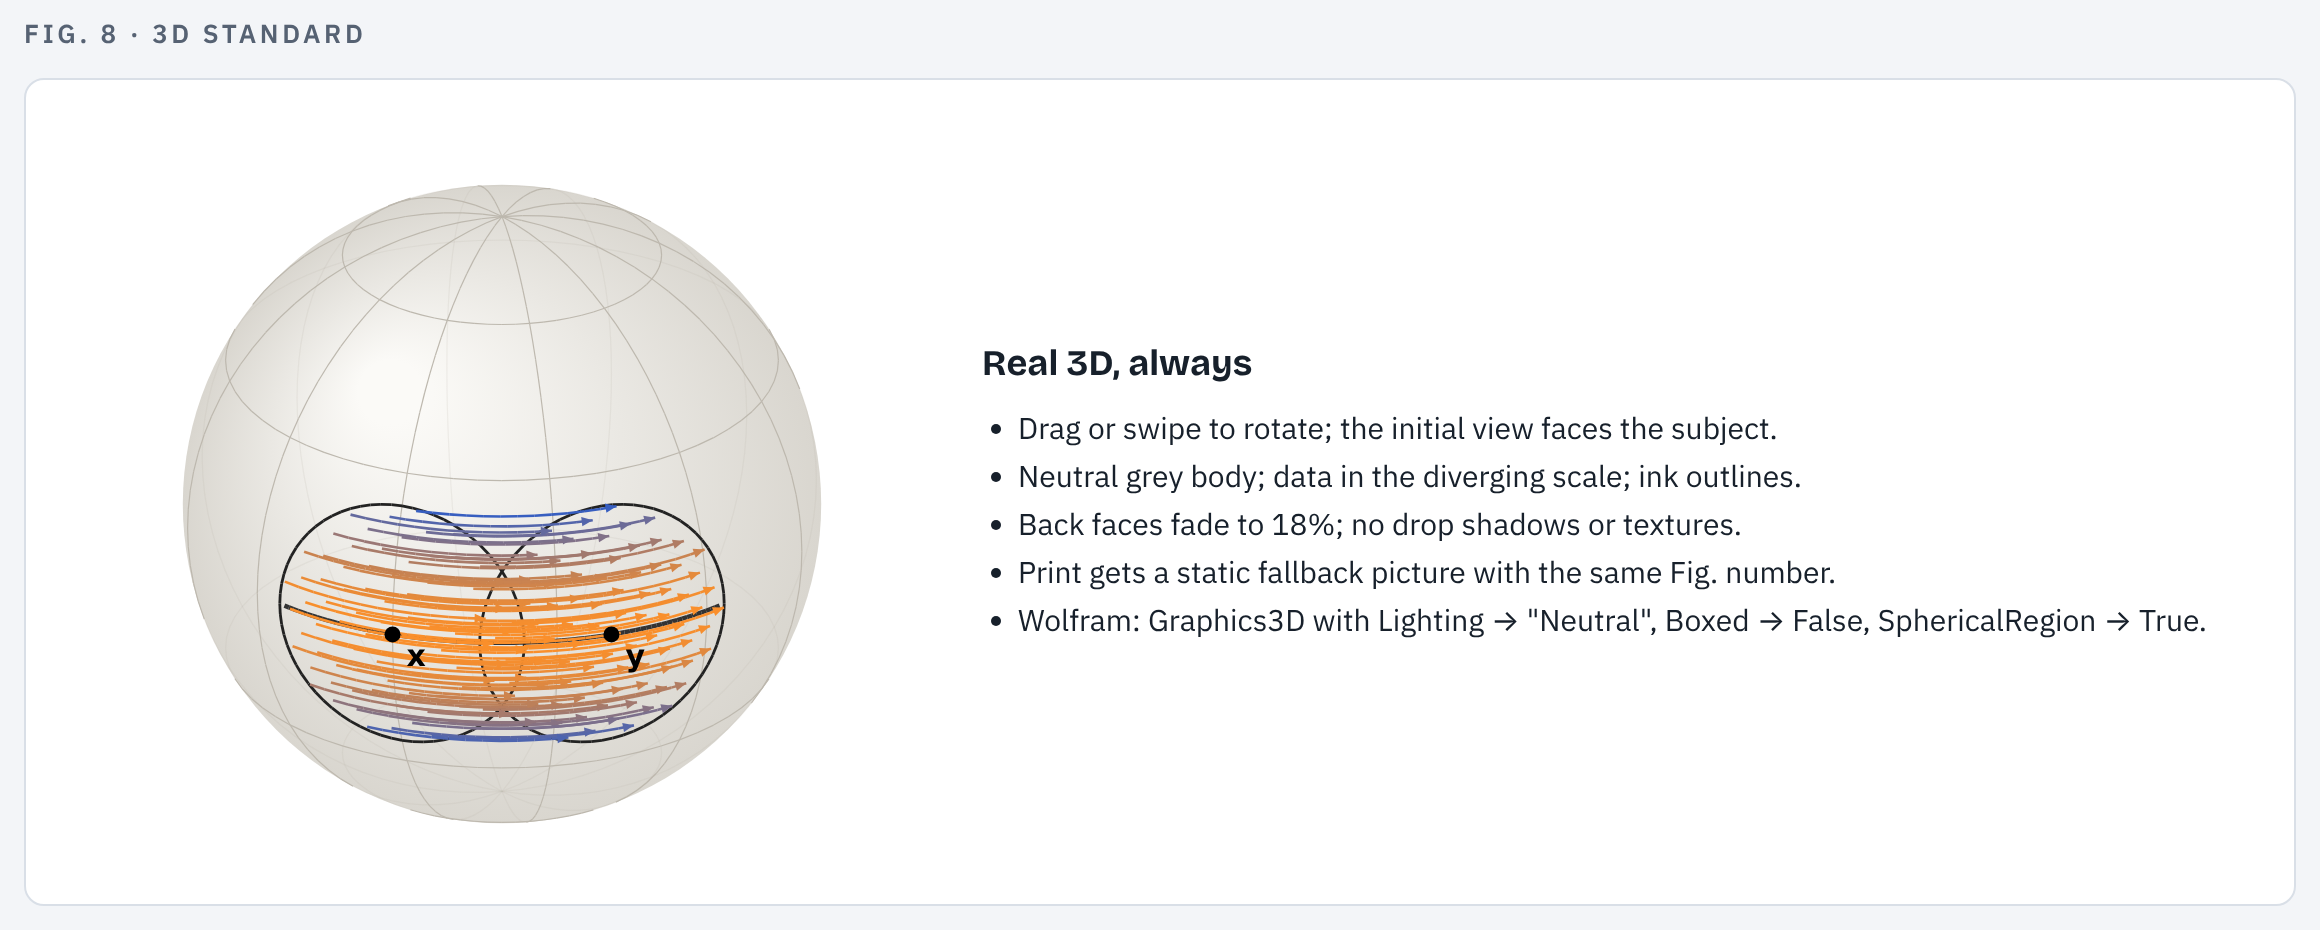 FIG. 8 · 3D STANDARD
x
y
Real 3D, always
• Drag or swipe to rotate; the initial view faces the subject.
• Neutral grey body; data in the diverging scale; ink outlines.
• Back faces fade to 18%; no drop shadows or textures.
• Print gets a static fallback picture with the same Fig. number.
• Wolfram: Graphics3D with Lighting → "Neutral", Boxed → False, SphericalRegion → True.